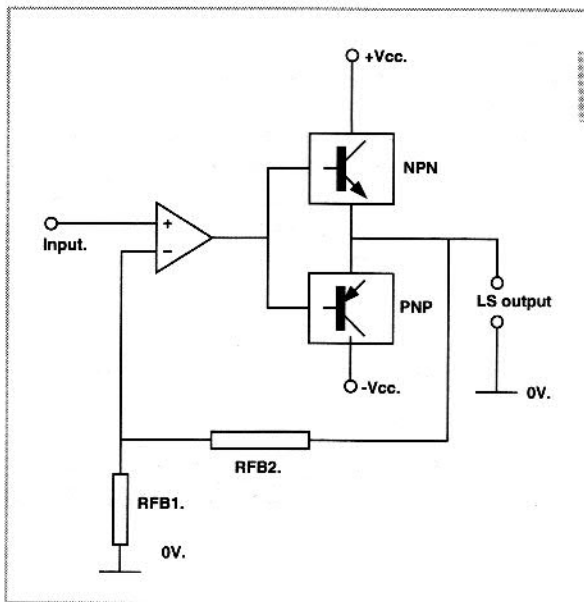 +Vcc.
NPN
+
Input.
−
PNP
LS output
-Vcc.
0V.
RFB2.
RFB1.
0V.